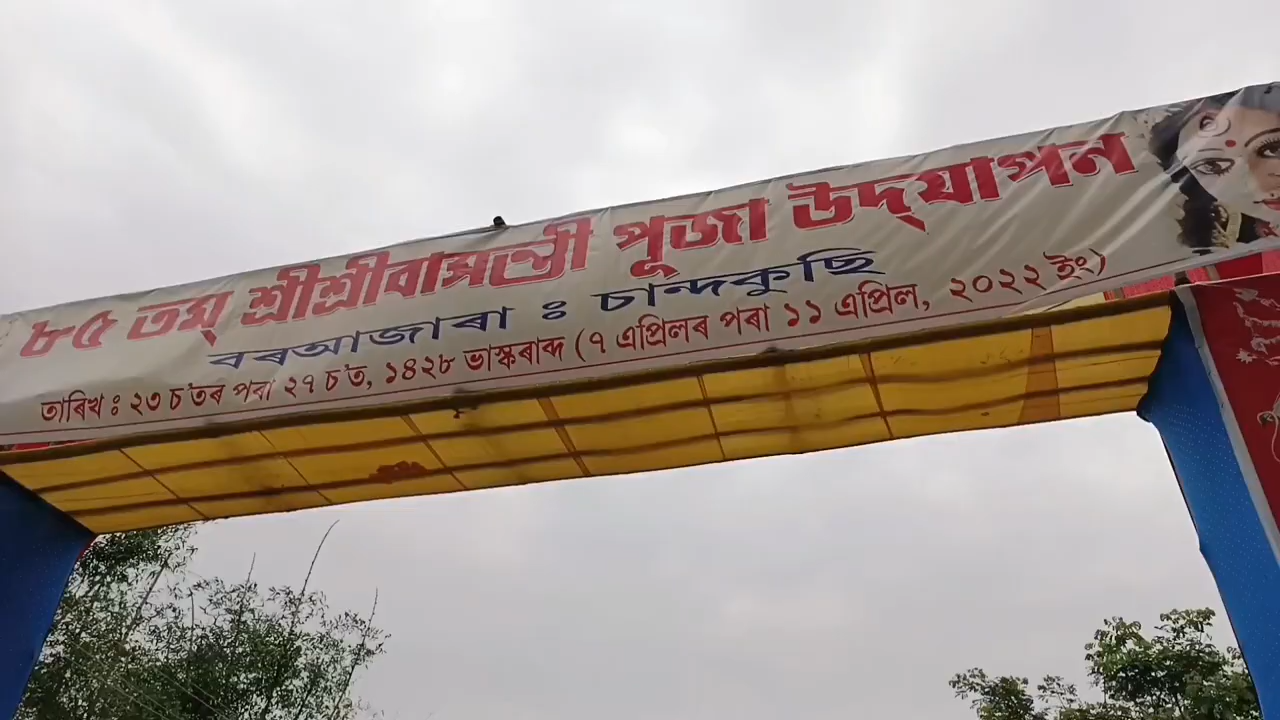 ৮৫ তম্ শ্ৰীশ্ৰীবাসন্তী পূজা উদ্‌যাপন
বৰআজাৰা ঃ চান্দকুছি
তাৰিখ ঃ ২৩ চ'তৰ পৰা ২৭ চ'ত, ১৪২৮ ভাস্কৰাব্দ (৭ এপ্ৰিলৰ পৰা ১১ এপ্ৰিল, ২০২২ ইং)